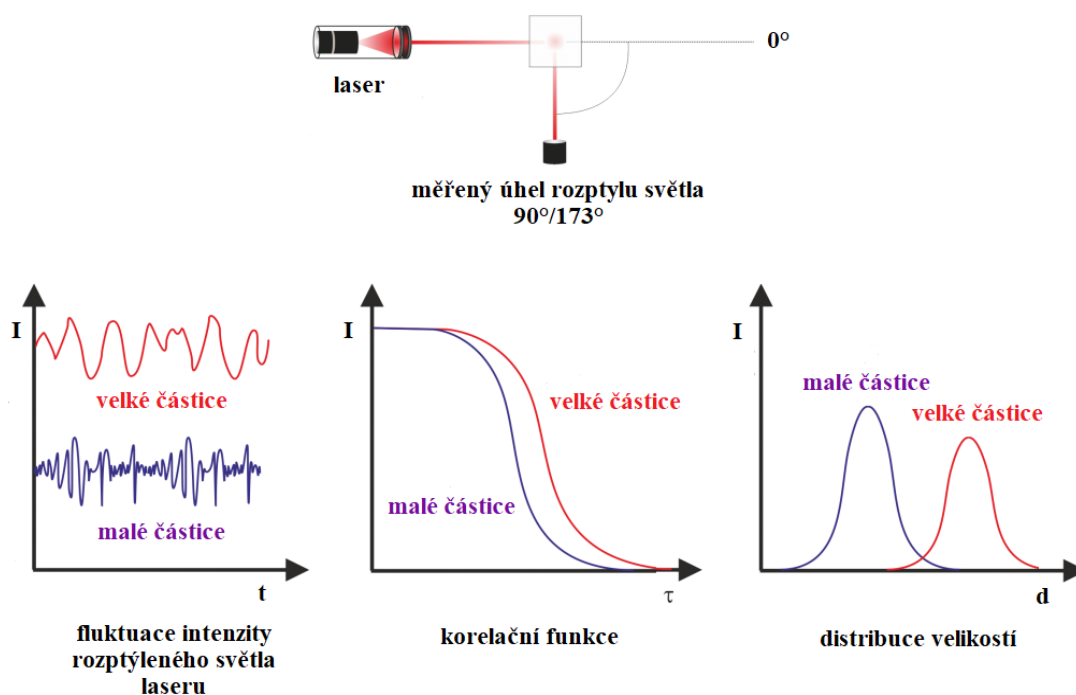 0°
laser
měřený úhel rozptylu světla
90°/173°
I
velké částice
malé částice
t
fluktuace intenzity
rozptýleného světla
laseru
I
velké částice
malé částice
τ
korelační funkce
I
malé částice
velké částice
d
distribuce velikostí